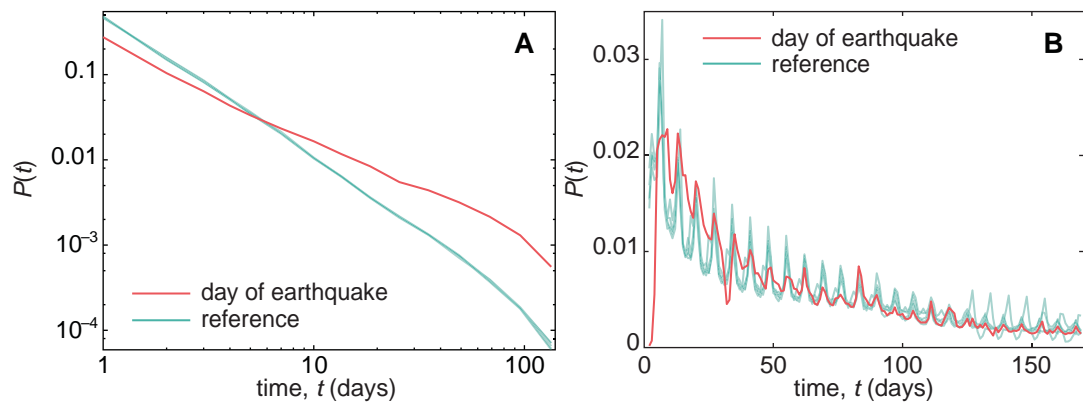 A
0.1
0.01
10⁻³
10⁻⁴
P(t)
day of earthquake
reference
1
10
100
time, t (days)
B
day of earthquake
reference
0.03
0.02
0.01
0
P(t)
0
50
100
150
time, t (days)